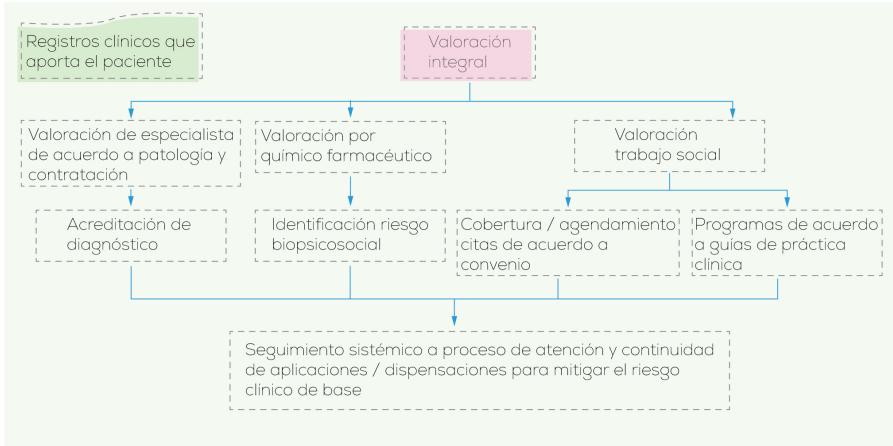 Registros clínicos que
aporta el paciente
Valoración
integral
Valoración de especialista
de acuerdo a patología y
contratación
Valoración por
químico farmacéutico
Valoración
trabajo social
Acreditación de
diagnóstico
Identificación riesgo
biopsicosocial
Cobertura / agendamiento
citas de acuerdo a
convenio
Programas de acuerdo
a guías de práctica
clínica
Seguimiento sistémico a proceso de atención y continuidad
de aplicaciones / dispensaciones para mitigar el riesgo
clínico de base